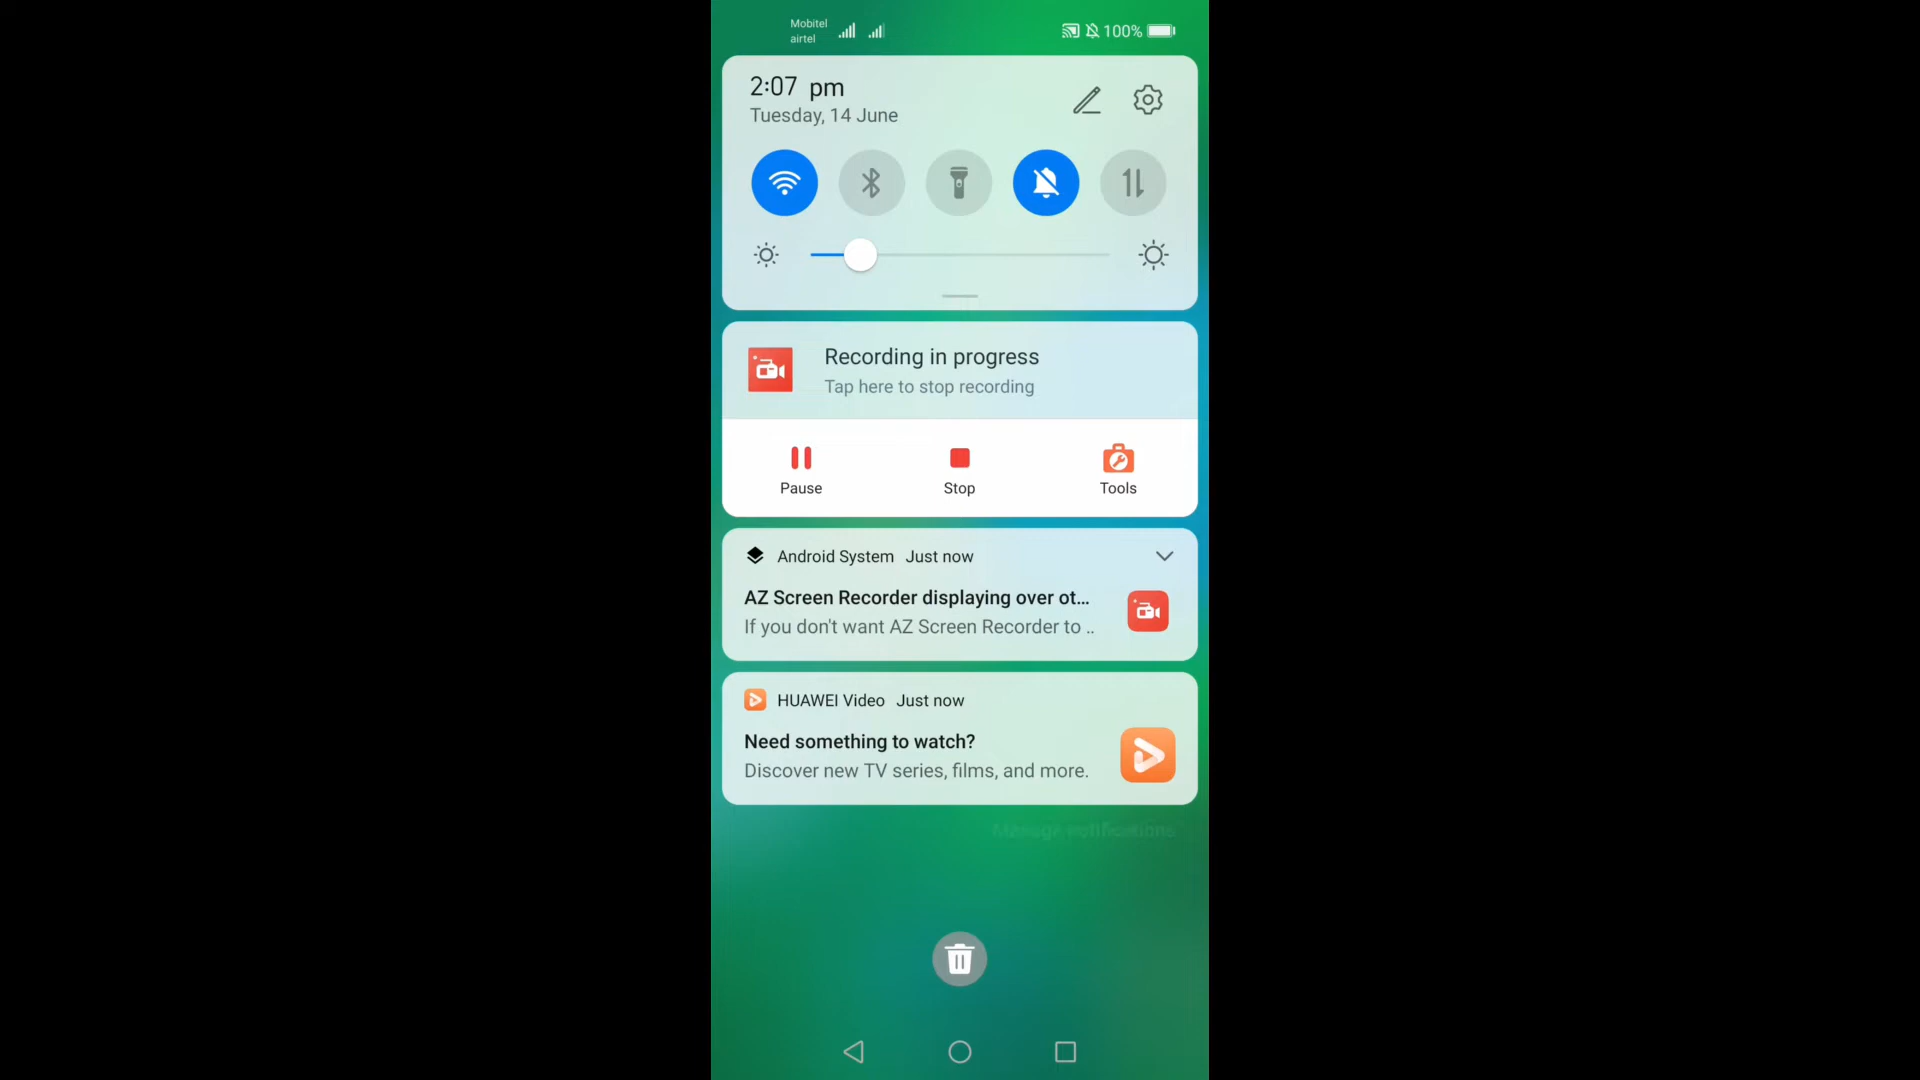 Mobitel
airtel
100%
2:07 pm
Tuesday, 14 June
Recording in progress
Tap here to stop recording
Pause
Stop
Tools
Android System Just now
AZ Screen Recorder displaying over ot...
If you don't want AZ Screen Recorder to ..
HUAWEI Video Just now
Need something to watch?
Discover new TV series, films, and more.
Manage notifications